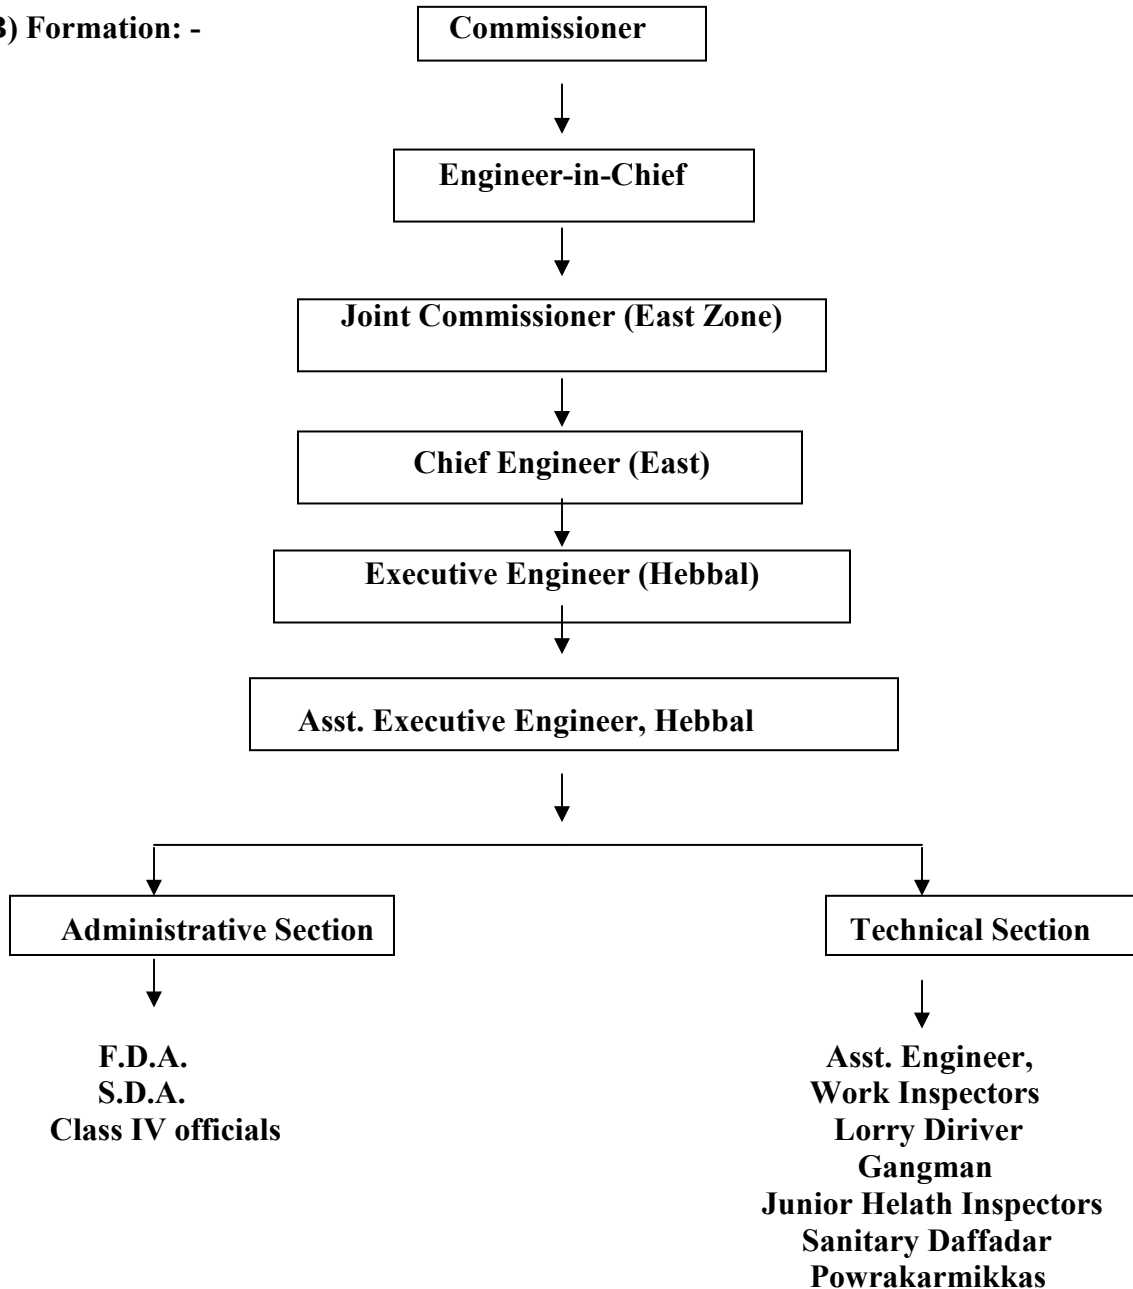 3) Formation: -
Commissioner
Engineer-in-Chief
Joint Commissioner (East Zone)
Chief Engineer (East)
Executive Engineer (Hebbal)
Asst. Executive Engineer, Hebbal
Administrative Section
Technical Section
F.D.A.
S.D.A.
Class IV officials
Asst. Engineer,
Work Inspectors
Lorry Diriver
Gangman
Junior Helath Inspectors
Sanitary Daffadar
Powrakarmikkas